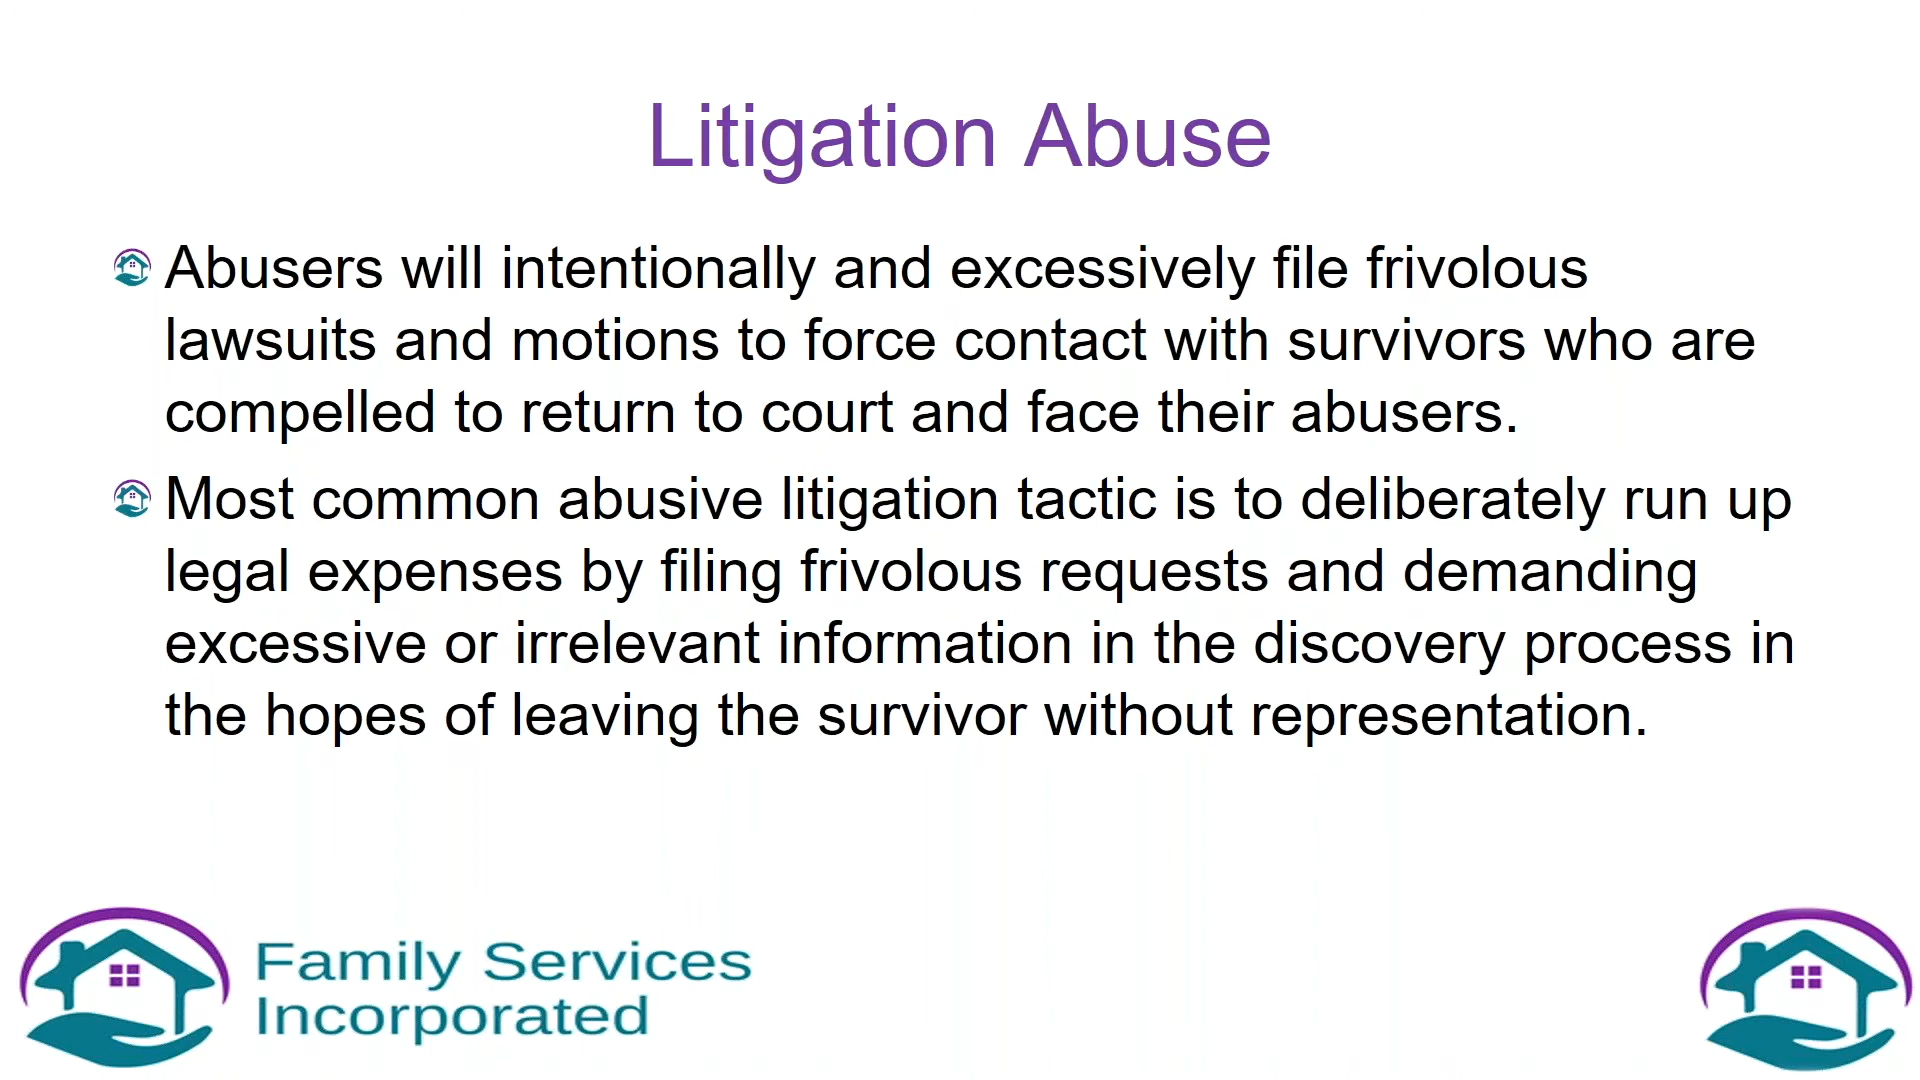 Litigation Abuse
Abusers will intentionally and excessively file frivolous
lawsuits and motions to force contact with survivors who are
compelled to return to court and face their abusers.
Most common abusive litigation tactic is to deliberately run up
legal expenses by filing frivolous requests and demanding
excessive or irrelevant information in the discovery process in
the hopes of leaving the survivor without representation.
Family Services
Incorporated